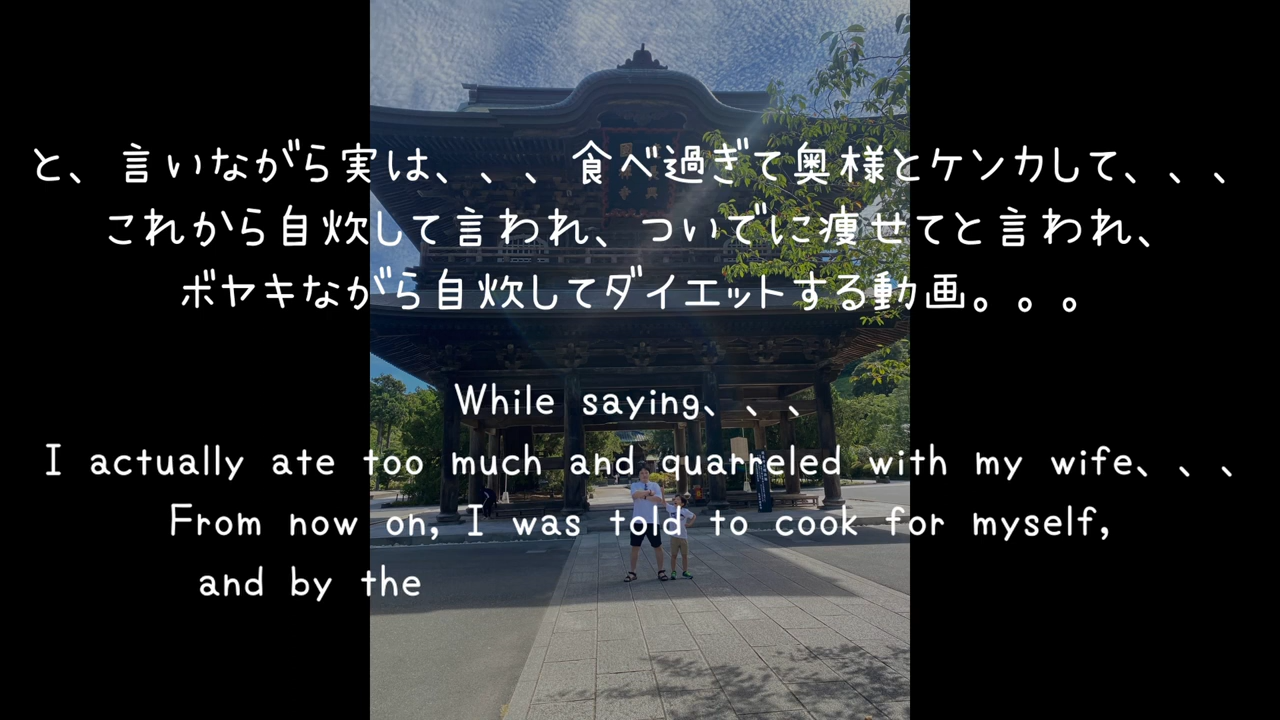 と、言いながら実は、、、食べ過ぎて奥様とケンカして、、、
これから自炊して言われ、ついでに痩せてと言われ、
ボヤキながら自炊してダイエットする動画。。。
While saying、、、
I actually ate too much and quarreled with my wife、、、
From now on, I was told to cook for myself,
and by the